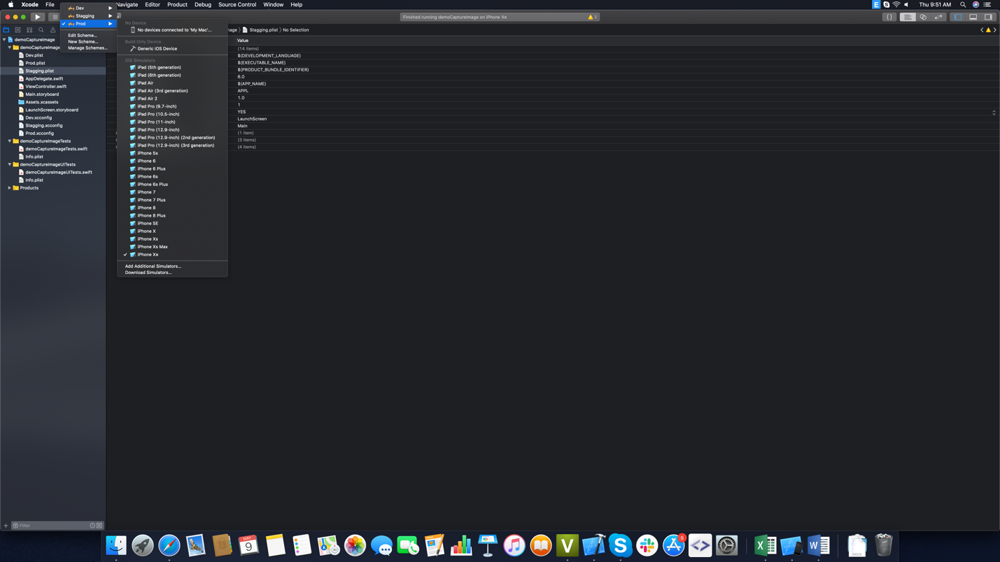 Xcode File Navigate Editor Product Debug Source Control Window Help
E Thu 9:51 AM
Finished running demoCaptureImage on iPhone Xʀ 2
{ }
Dev
Stagging
Prod
Edit Scheme...
New Scheme...
Manage Schemes...
No Device
No devices connected to 'My Mac'...
Build Only Device
Generic iOS Device
iOS Simulators
iPad (5th generation)
iPad (6th generation)
iPad Air
iPad Air (3rd generation)
iPad Air 2
iPad Pro (9.7-inch)
iPad Pro (10.5-inch)
iPad Pro (11-inch)
iPad Pro (12.9-inch)
iPad Pro (12.9-inch) (2nd generation)
iPad Pro (12.9-inch) (3rd generation)
iPhone 5s
iPhone 6
iPhone 6 Plus
iPhone 6s
iPhone 6s Plus
iPhone 7
iPhone 7 Plus
iPhone 8
iPhone 8 Plus
iPhone SE
iPhone X
iPhone Xs
iPhone Xs Max
iPhone Xʀ
Add Additional Simulators...
Download Simulators...
demoCaptureImage
demoCaptureImage
Dev.plist
Prod.plist
Stagging.plist
AppDelegate.swift
ViewController.swift
Main.storyboard
Assets.xcassets
LaunchScreen.storyboard
Dev.xcconfig
Stagging.xcconfig
Prod.xcconfig
demoCaptureImageTests
demoCaptureImageTests.swift
Info.plist
demoCaptureImageUITests
demoCaptureImageUITests.swift
Info.plist
Products
Filter
age Stagging.plist No Selection
Value
(14 items)
$(DEVELOPMENT_LANGUAGE)
$(EXECUTABLE_NAME)
$(PRODUCT_BUNDLE_IDENTIFIER)
6.0
$(APP_NAME)
APPL
1.0
1
YES
LaunchScreen
Main
(1 item)
(3 items)
(4 items)
MAY
9
V
S
5
X
W
DOCX